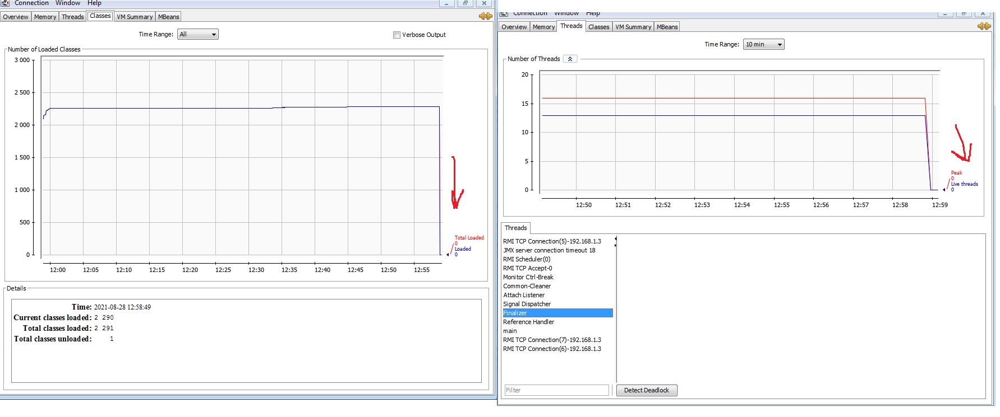 Connection Window Help
Overview Memory Threads Classes VM Summary MBeans
Time Range: All
Verbose Output
Number of Loaded Classes
3 000
2 500
2 000
1 500
1 000
500
0
Total Loaded
0
Loaded
0
12:00 12:05 12:10 12:15 12:20 12:25 12:30 12:35 12:40 12:45 12:50 12:55
Details
Time: 2021-08-28 12:58:49
Current classes loaded: 2 290
Total classes loaded: 2 291
Total classes unloaded: 1
Connection Window Help
Overview Memory Threads Classes VM Summary MBeans
Time Range: 10 min
Number of Threads
20
15
10
5
0
Peak
0
Live threads
0
12:50 12:51 12:52 12:53 12:54 12:55 12:56 12:57 12:58 12:59
Threads
RMI TCP Connection(5)-192.168.1.3
JMX server connection timeout 18
RMI Scheduler(0)
RMI TCP Accept-0
Monitor Ctrl-Break
Common-Cleaner
Attach Listener
Signal Dispatcher
Finalizer
Reference Handler
main
RMI TCP Connection(7)-192.168.1.3
RMI TCP Connection(6)-192.168.1.3
Filter
Detect Deadlock